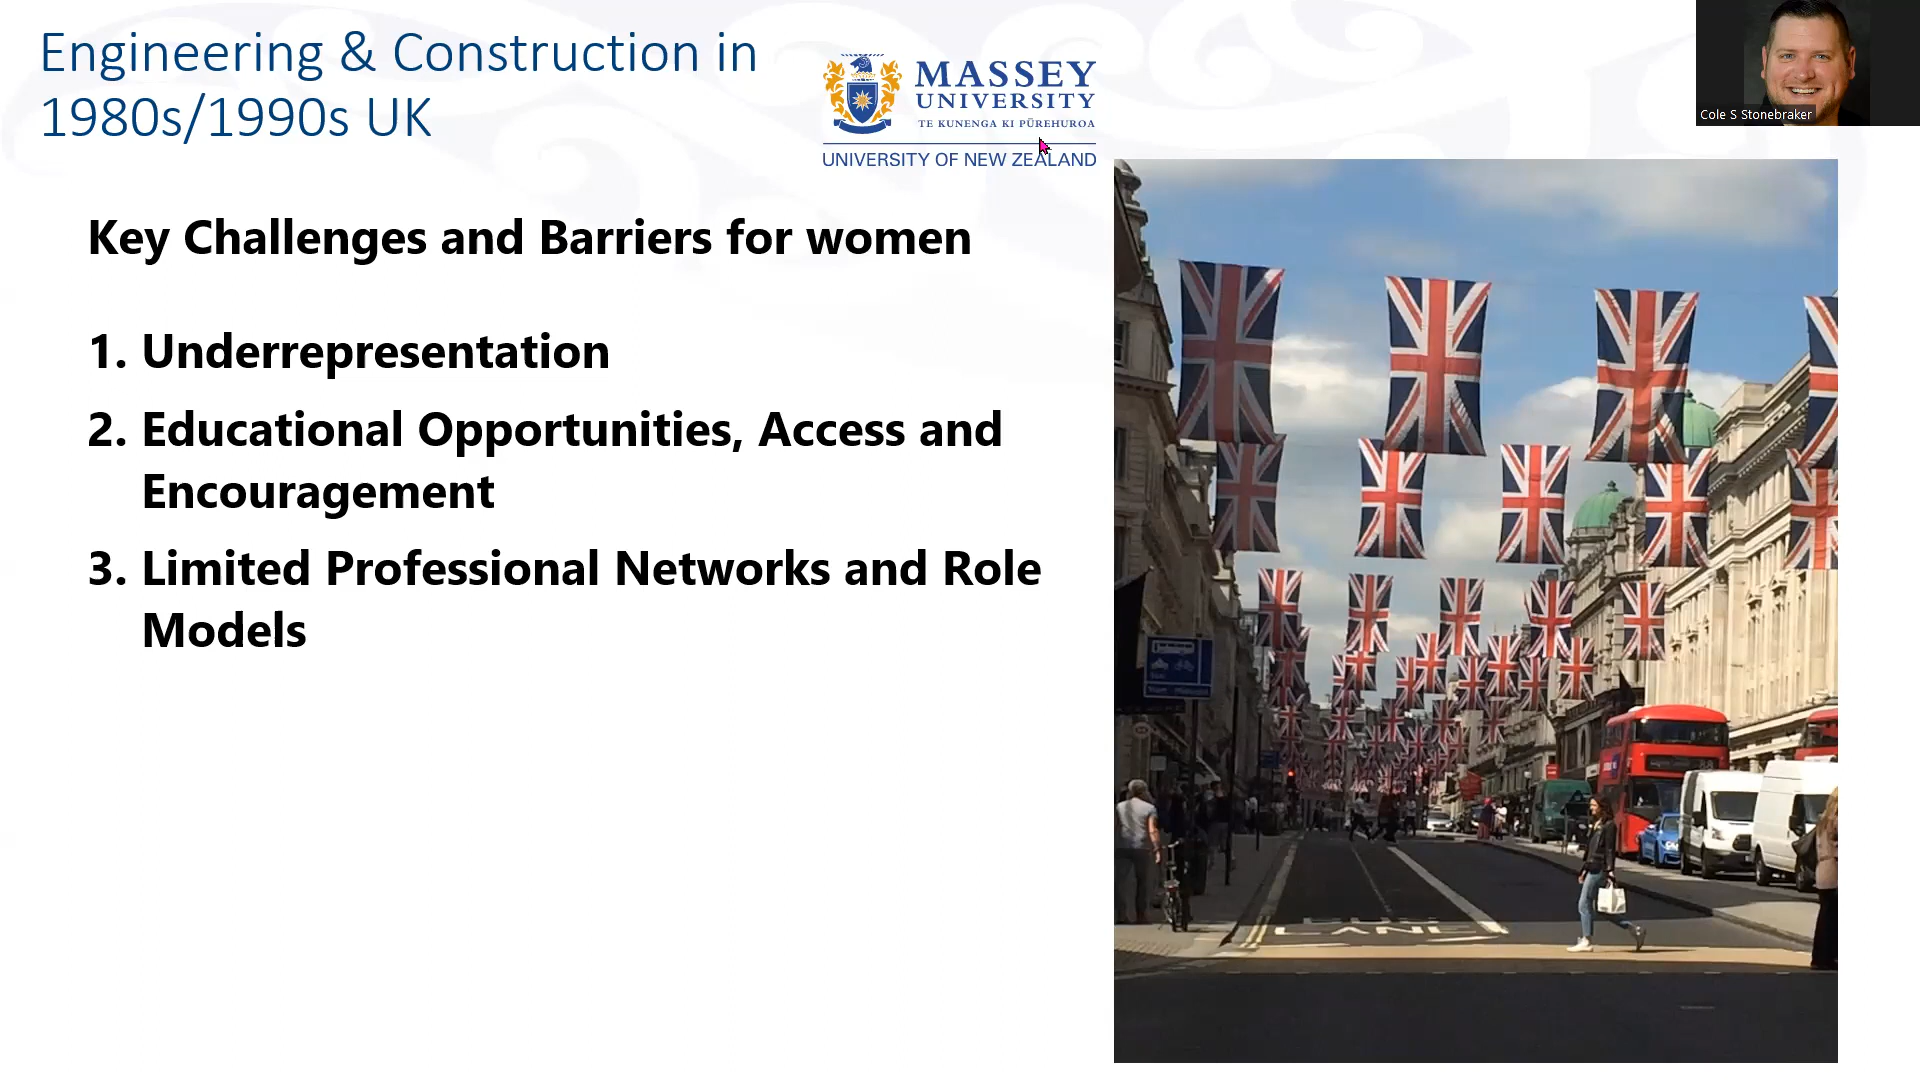 Engineering & Construction in
1980s/1990s UK
MASSEY
UNIVERSITY
TE KUNENGA KI PŪREHUROA
UNIVERSITY OF NEW ZEALAND
Cole S Stonebraker
Key Challenges and Barriers for women
1. Underrepresentation
2. Educational Opportunities, Access and
Encouragement
3. Limited Professional Networks and Role
Models
LANE